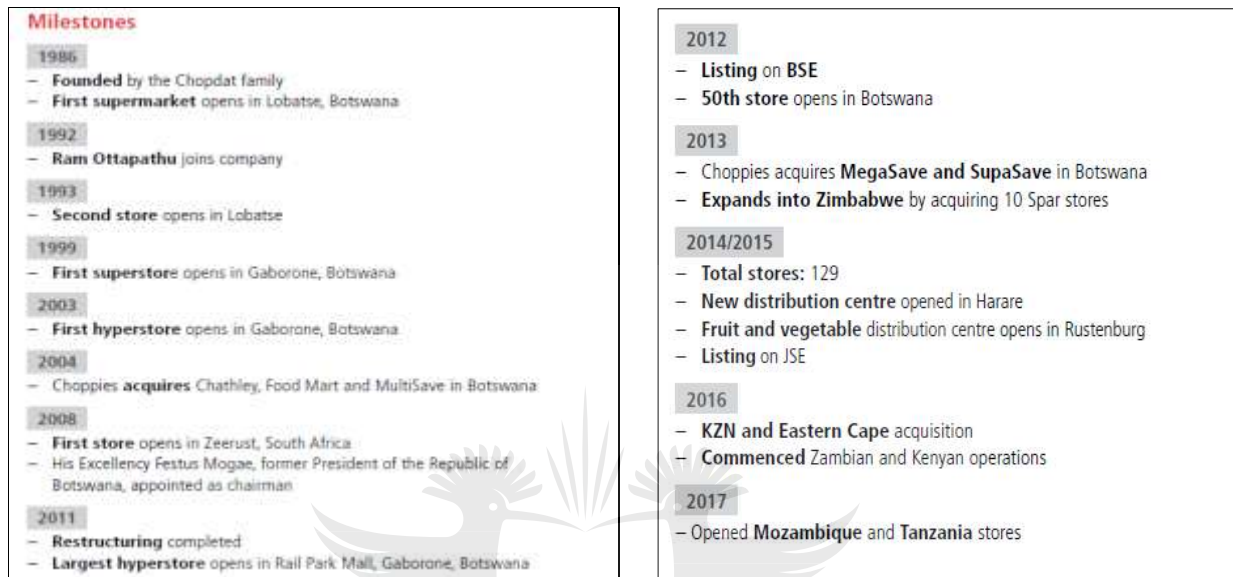 Milestones
1986
– Founded by the Chopdat family
– First supermarket opens in Lobatse, Botswana
1992
– Ram Ottapathu joins company
1993
– Second store opens in Lobatse
1999
– First superstore opens in Gaborone, Botswana
2003
– First hyperstore opens in Gaborone, Botswana
2004
– Choppies acquires Chathley, Food Mart and MultiSave in Botswana
2008
– First store opens in Zeerust, South Africa
– His Excellency Festus Mogae, former President of the Republic of
Botswana, appointed as chairman
2011
– Restructuring completed
– Largest hyperstore opens in Rail Park Mall, Gaborone, Botswana
2012
– Listing on BSE
– 50th store opens in Botswana
2013
– Choppies acquires MegaSave and SupaSave in Botswana
– Expands into Zimbabwe by acquiring 10 Spar stores
2014/2015
– Total stores: 129
– New distribution centre opened in Harare
– Fruit and vegetable distribution centre opens in Rustenburg
– Listing on JSE
2016
– KZN and Eastern Cape acquisition
– Commenced Zambian and Kenyan operations
2017
– Opened Mozambique and Tanzania stores